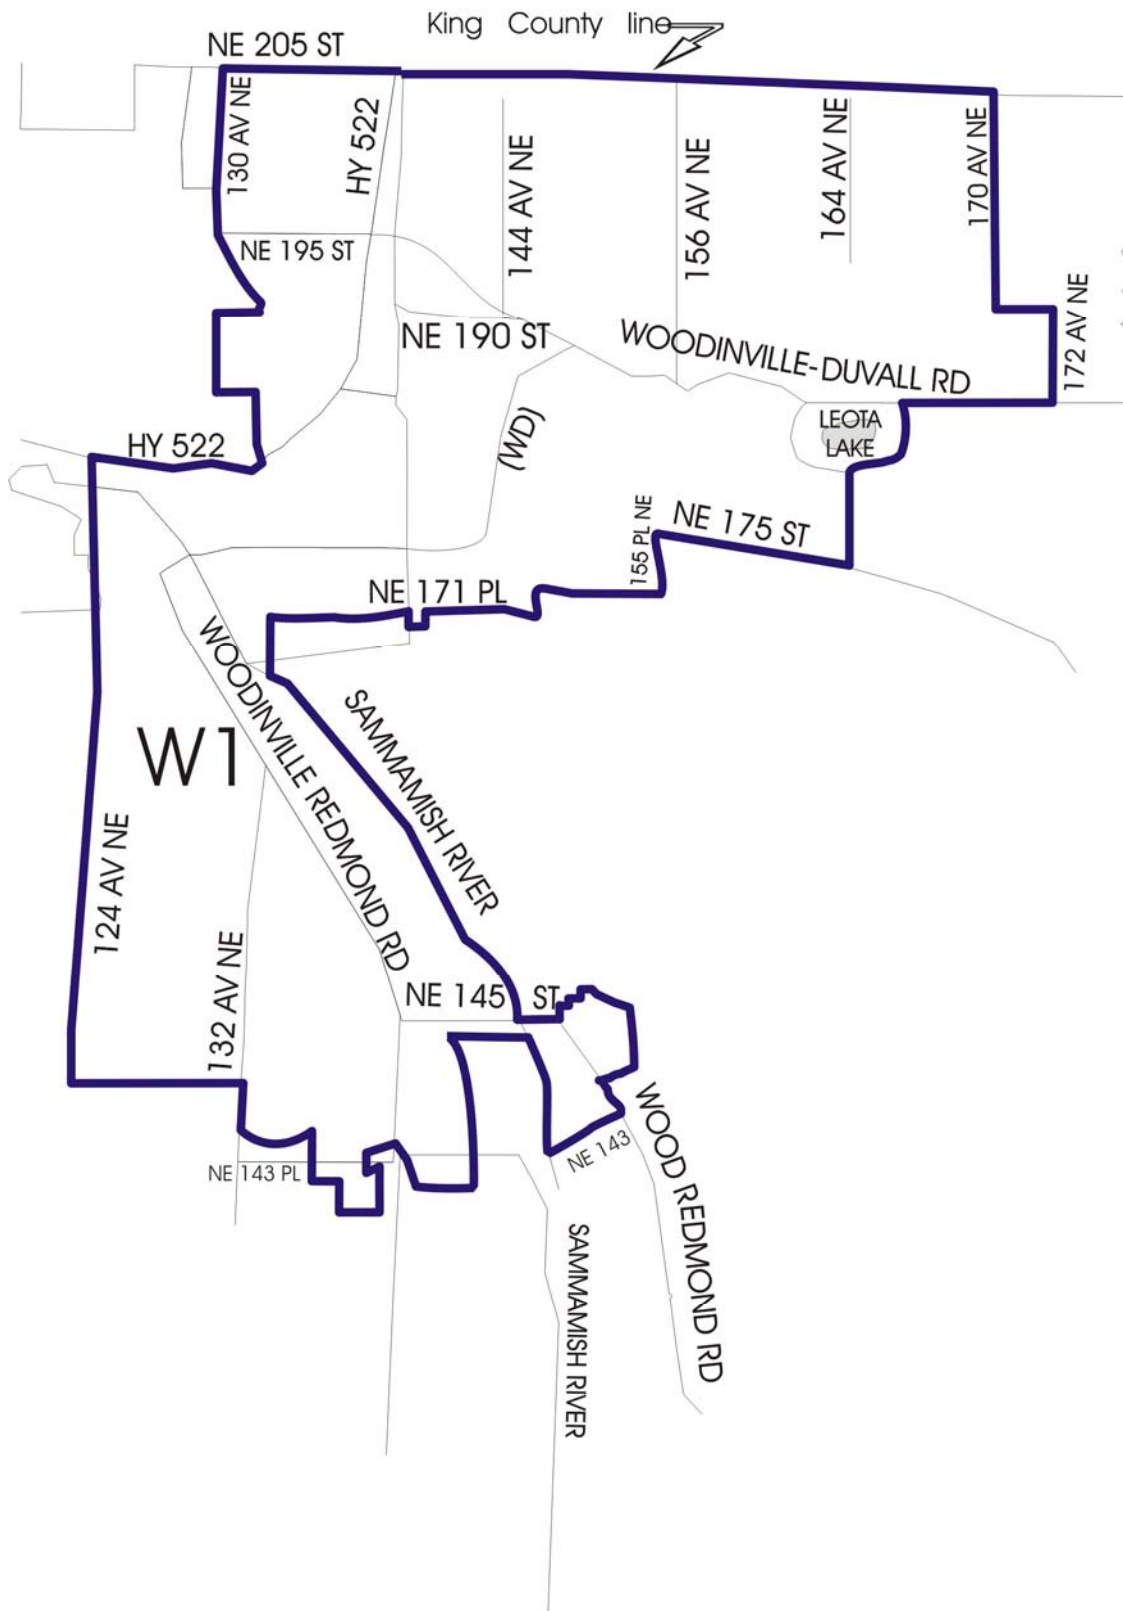 King County line
NE 205 ST
130 AV NE
HY 522
144 AV NE
156 AV NE
164 AV NE
170 AV NE
NE 195 ST
172 AV NE
NE 190 ST
WOODINVILLE-DUVALL RD
(WD)
LEOTA
LAKE
HY 522
155 PL NE
NE 175 ST
NE 171 PL
WOODINVILLE REDMOND RD
SAMMAMISH RIVER
W1
124 AV NE
132 AV NE
NE 145 ST
WOOD REDMOND RD
NE 143
NE 143 PL
SAMMAMISH RIVER